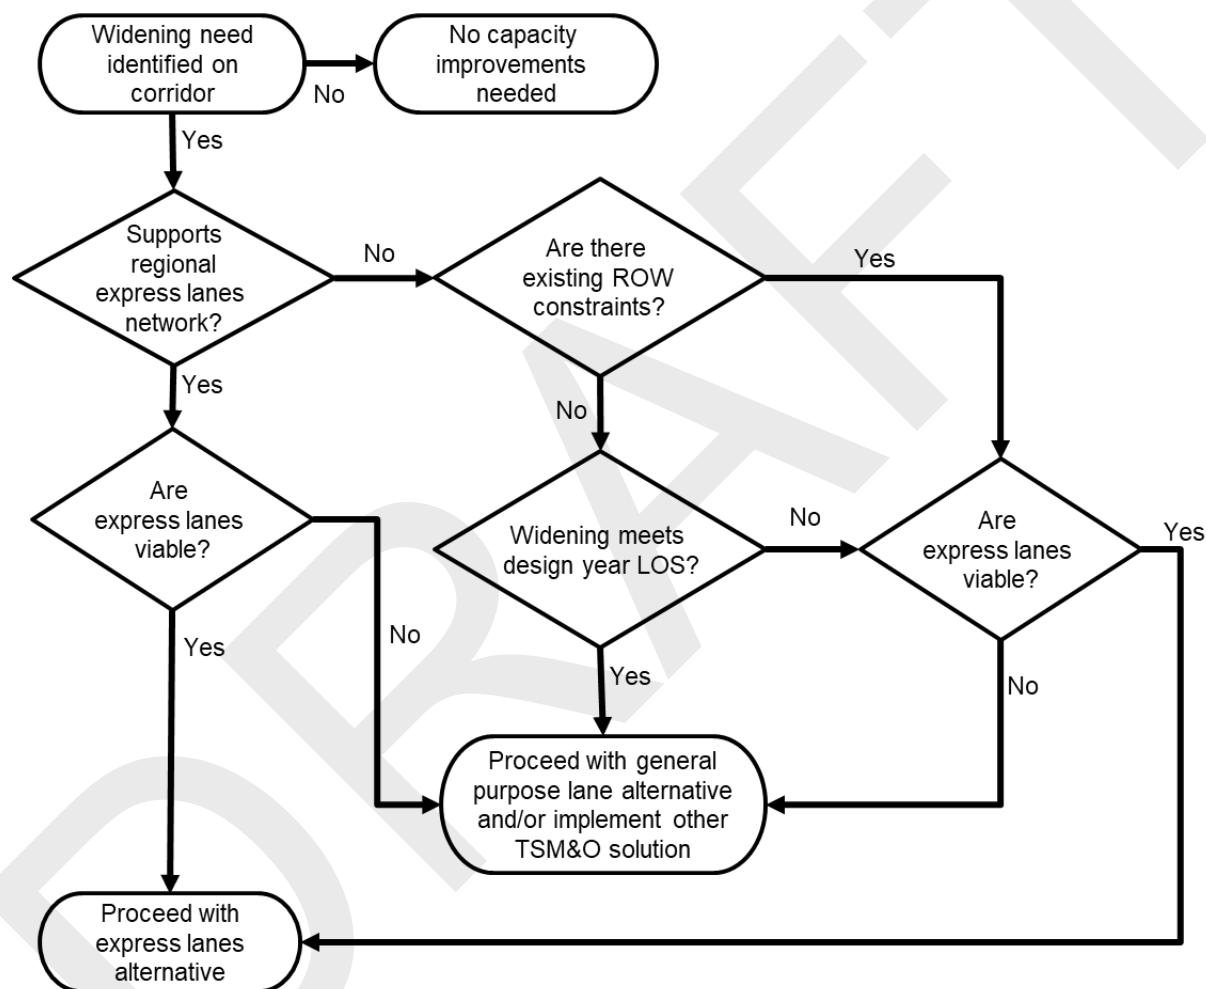 Widening need
identified on
corridor
No
No capacity
improvements
needed
Yes
Supports
regional
express lanes
network?
No
Are there
existing ROW
constraints?
Yes
Yes
No
Are
express lanes
viable?
Widening meets
design year LOS?
No
Are
express lanes
viable?
Yes
Yes
No
Yes
No
Proceed with general
purpose lane alternative
and/or implement other
TSM&O solution
Proceed with
express lanes
alternative
DRAFT